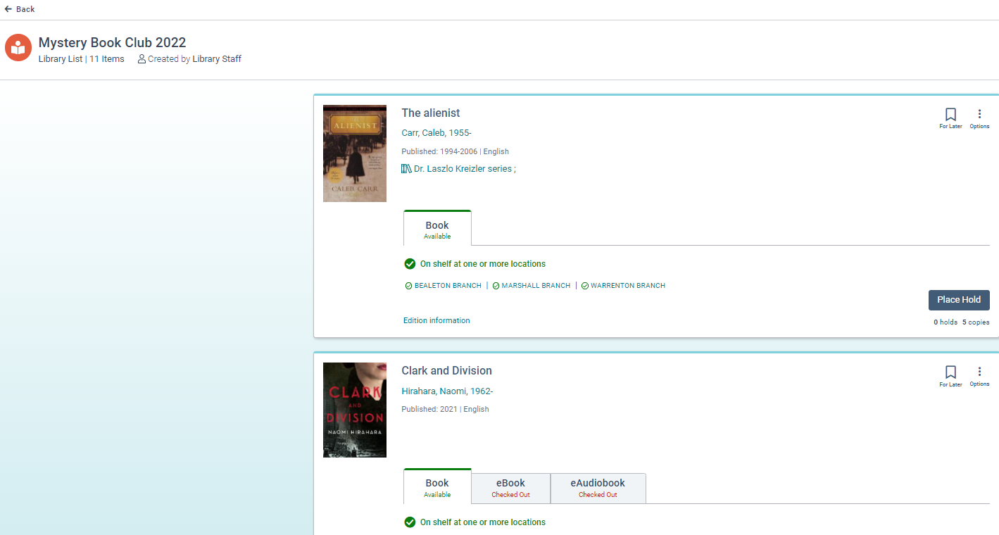 Back
Mystery Book Club 2022
Library List | 11 Items Created by Library Staff
ALIENIST
CALEB CARR
The alienist
Carr, Caleb, 1955-
Published: 1994-2006 | English
Dr. Laszlo Kreizler series ;
For Later Options
Book
Available
On shelf at one or more locations
BEALETON BRANCH | MARSHALL BRANCH | WARRENTON BRANCH
Place Hold
Edition information
0 holds 5 copies
CLARK
AND
DIVISION
NAOMI HIRAHARA
Clark and Division
Hirahara, Naomi, 1962-
Published: 2021 | English
For Later Options
Book eBook eAudiobook
Available Checked Out Checked Out
On shelf at one or more locations